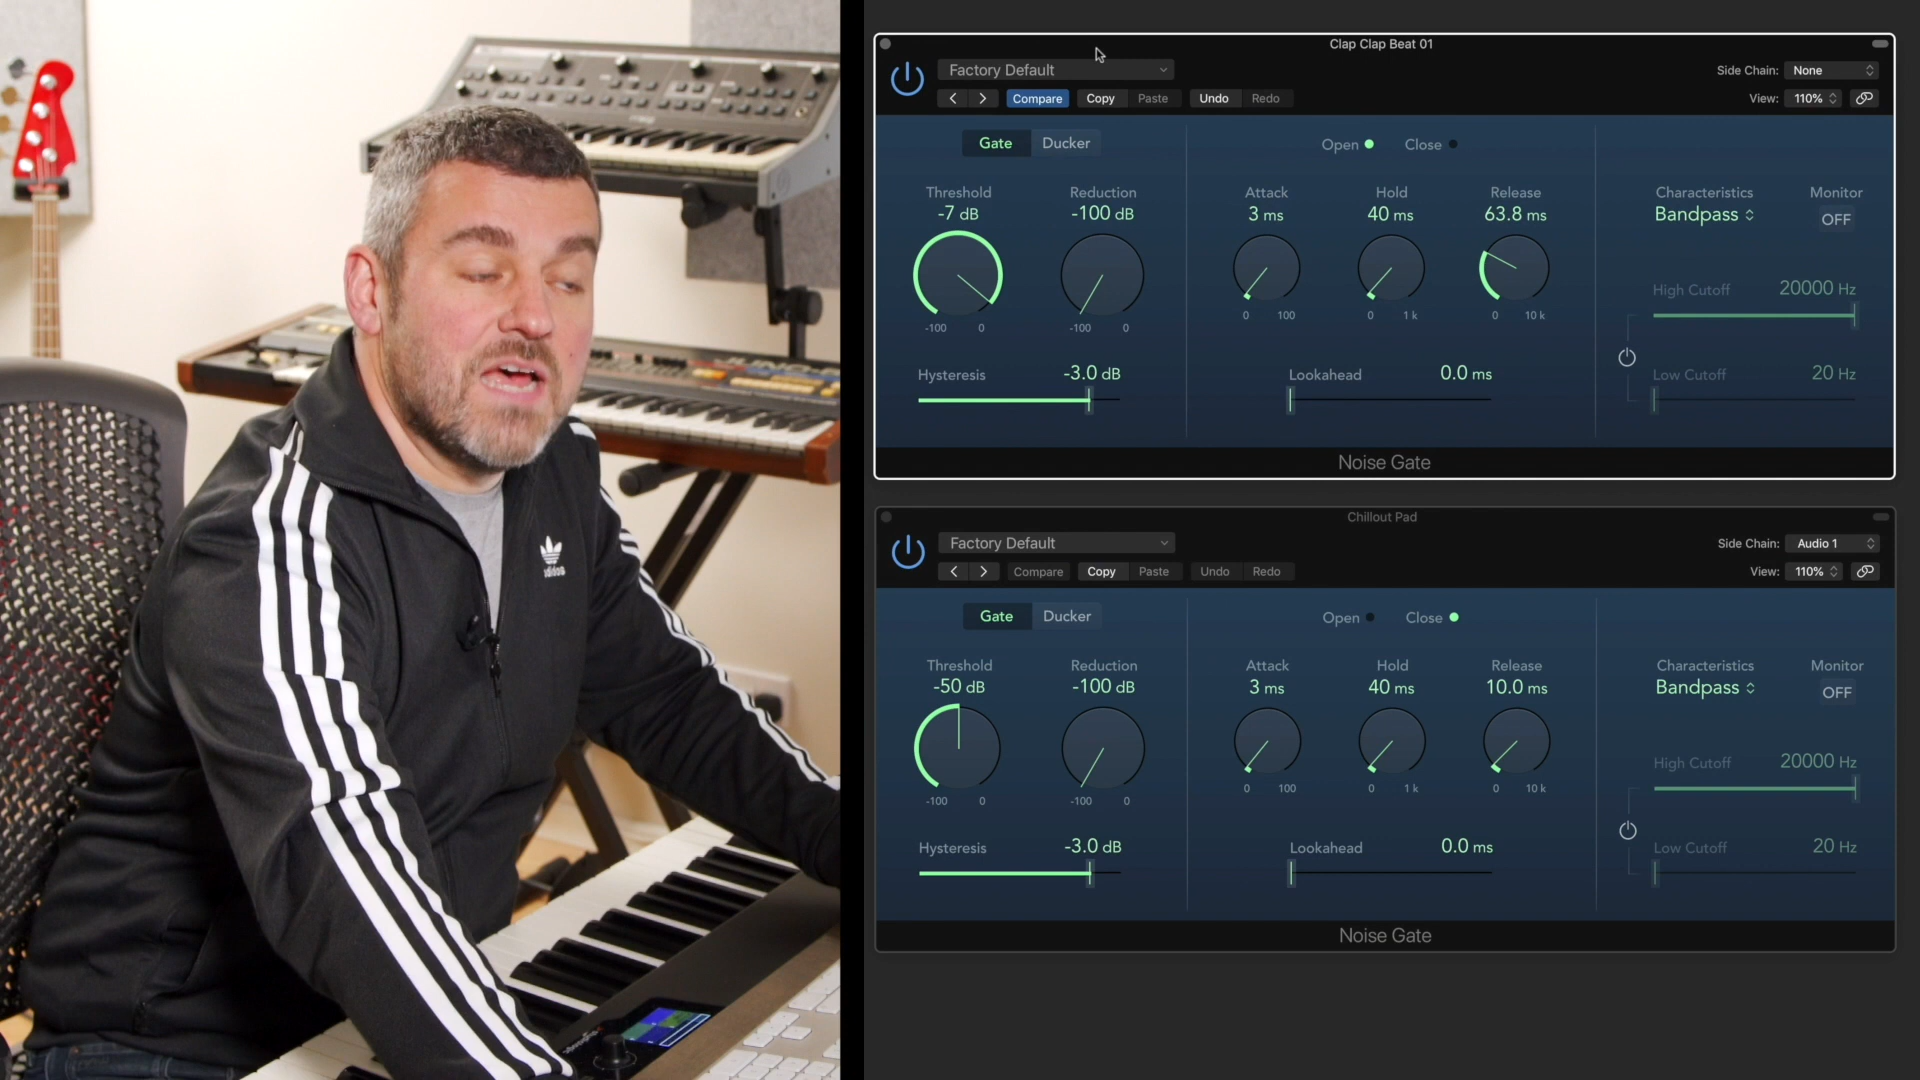 Clap Clap Beat 01
Factory Default
Side Chain: None
Compare Copy Paste Undo Redo
View: 110%
Gate Ducker
Open Close
Threshold Reduction Attack Hold Release Characteristics Monitor
-7 dB -100 dB 3 ms 40 ms 63.8 ms Bandpass OFF
High Cutoff 20000 Hz
-100 0 -100 0 0 100 0 1 k 0 10 k
Hysteresis -3.0 dB Lookahead 0.0 ms Low Cutoff 20 Hz
Noise Gate
Chillout Pad
Factory Default
Side Chain: Audio 1
Compare Copy Paste Undo Redo
View: 110%
Gate Ducker
Open Close
Threshold Reduction Attack Hold Release Characteristics Monitor
-50 dB -100 dB 3 ms 40 ms 10.0 ms Bandpass OFF
High Cutoff 20000 Hz
-100 0 -100 0 0 100 0 1 k 0 10 k
Hysteresis -3.0 dB Lookahead 0.0 ms Low Cutoff 20 Hz
Noise Gate
adidas
moog